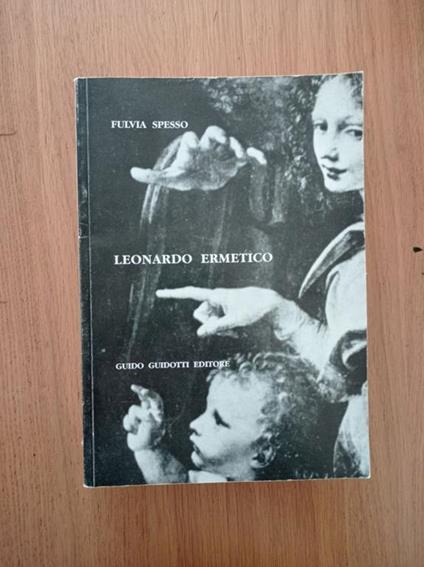 FULVIA SPESSO
LEONARDO ERMETICO
GUIDO GUIDOTTI EDITORE